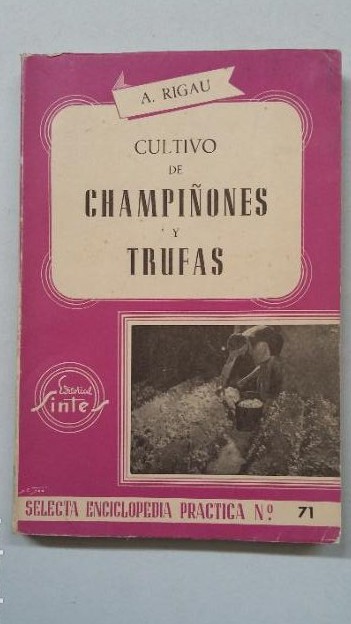 A. RIGAU
CULTIVO
DE
CHAMPIÑONES
Y
TRUFAS
Editorial
Sintes
SELECTA ENCICLOPEDIA PRACTICA Nº 71